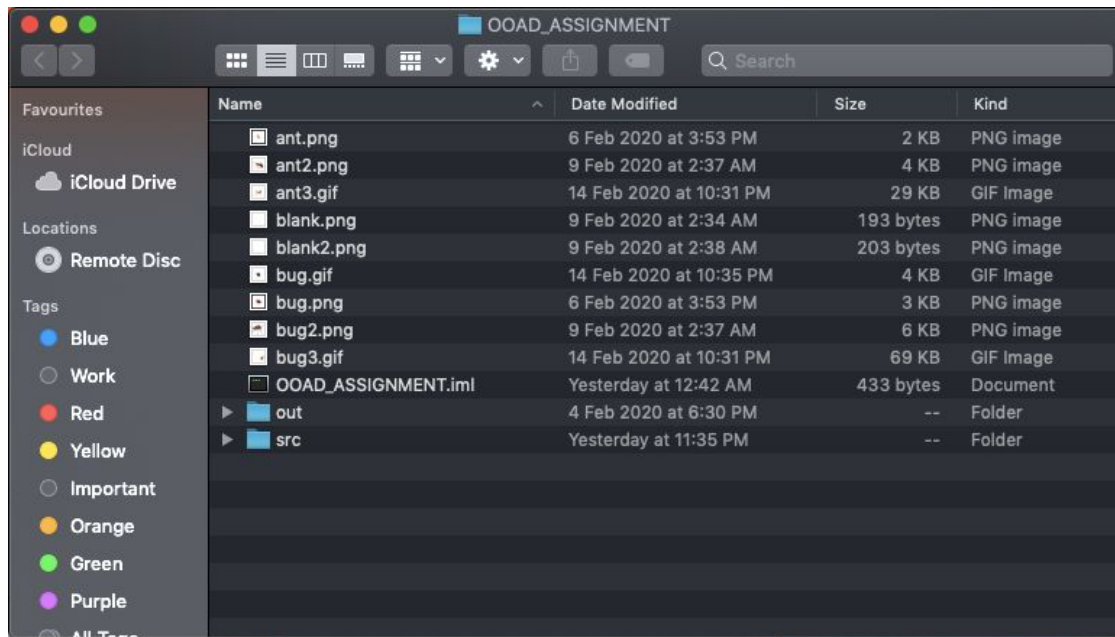 OOAD_ASSIGNMENT
Search
Favourites
iCloud
iCloud Drive
Locations
Remote Disc
Tags
Blue
Work
Red
Yellow
Important
Orange
Green
Purple
All Tags
Name Date Modified Size Kind
ant.png 6 Feb 2020 at 3:53 PM 2 KB PNG image
ant2.png 9 Feb 2020 at 2:37 AM 4 KB PNG image
ant3.gif 14 Feb 2020 at 10:31 PM 29 KB GIF Image
blank.png 9 Feb 2020 at 2:34 AM 193 bytes PNG image
blank2.png 9 Feb 2020 at 2:38 AM 203 bytes PNG image
bug.gif 14 Feb 2020 at 10:35 PM 4 KB GIF Image
bug.png 6 Feb 2020 at 3:53 PM 3 KB PNG image
bug2.png 9 Feb 2020 at 2:37 AM 6 KB PNG image
bug3.gif 14 Feb 2020 at 10:31 PM 69 KB GIF Image
OOAD_ASSIGNMENT.iml Yesterday at 12:42 AM 433 bytes Document
out 4 Feb 2020 at 6:30 PM -- Folder
src Yesterday at 11:35 PM -- Folder